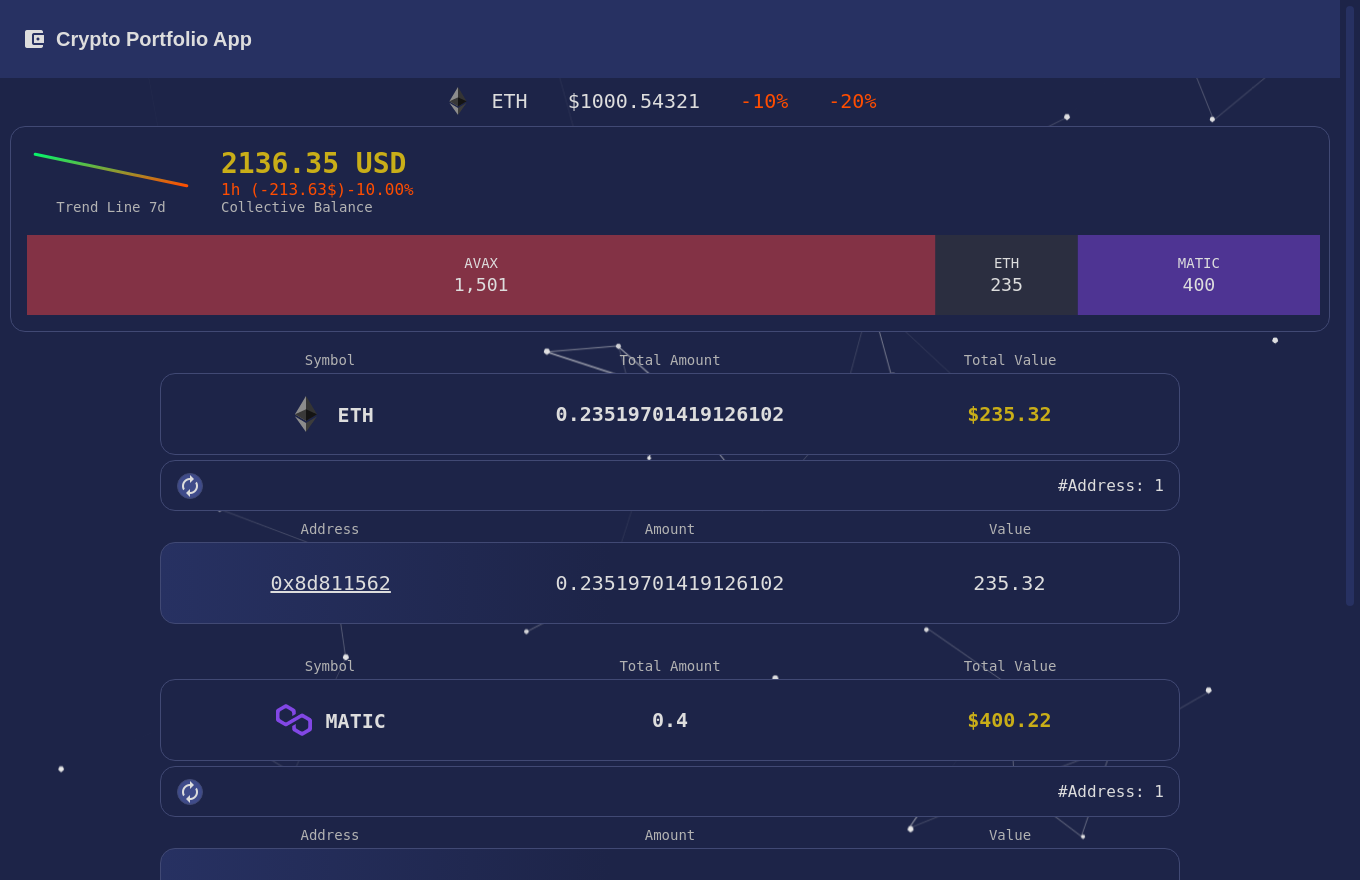 Crypto Portfolio App
ETH $1000.54321 -10% -20%
2136.35 USD
1h (-213.63$)-10.00%
Trend Line 7d
Collective Balance
AVAX ETH MATIC
1,501 235 400
Symbol Total Amount Total Value
ETH 0.23519701419126102 $235.32
#Address: 1
Address Amount Value
0x8d811562 0.23519701419126102 235.32
Symbol Total Amount Total Value
MATIC 0.4 $400.22
#Address: 1
Address Amount Value